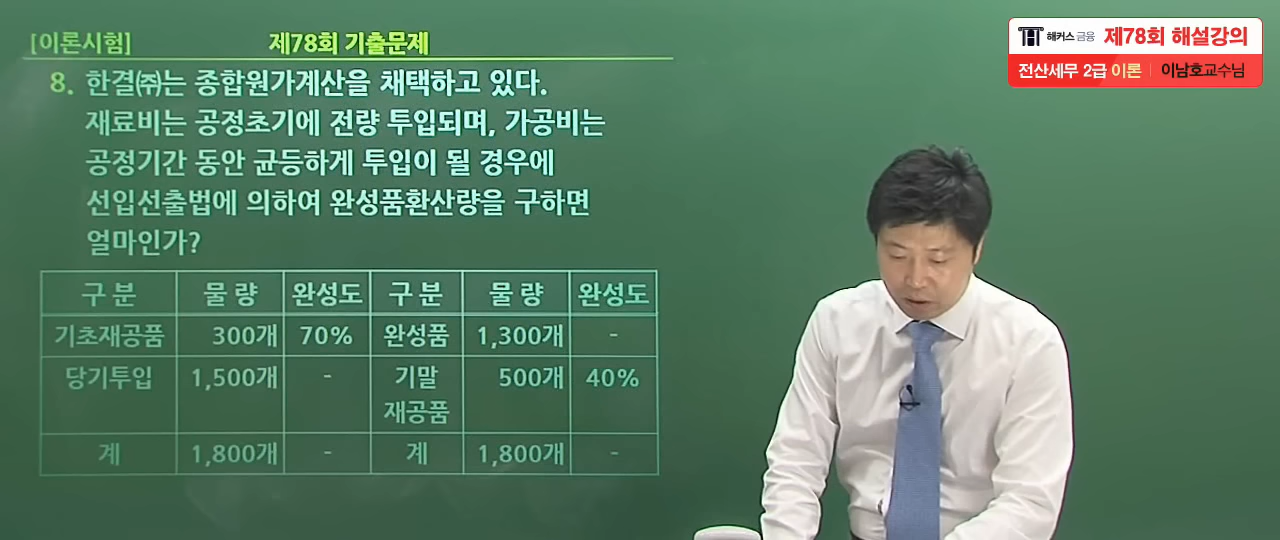 [이론시험] 제78회 기출문제
해커스 금융 제78회 해설강의
전산세무 2급 이론 | 이남호교수님
8. 한결㈜는 종합원가계산을 채택하고 있다.
재료비는 공정초기에 전량 투입되며, 가공비는
공정기간 동안 균등하게 투입이 될 경우에
선입선출법에 의하여 완성품환산량을 구하면
얼마인가?
구 분 물 량 완성도 구 분 물 량 완성도
기초재공품 300개 70% 완성품 1,300개 -
당기투입 1,500개 - 기말 500개 40%
재공품
계 1,800개 - 계 1,800개 -